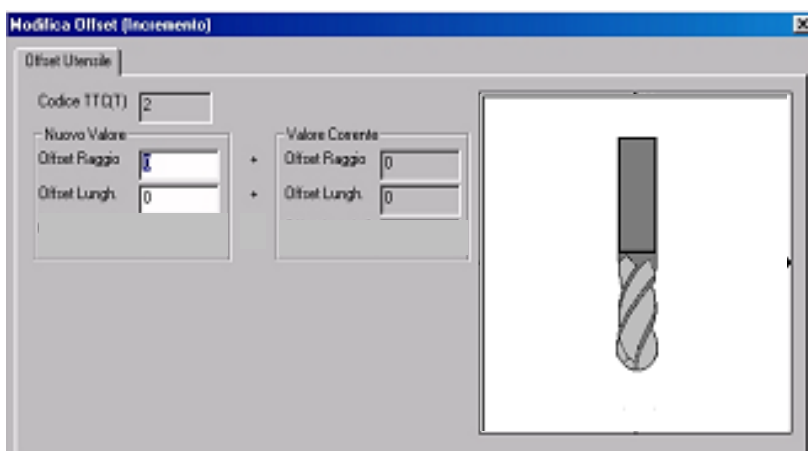 Modifica Offset (Incremento)
Offset Utensile
Codice TTC(T) 2
Nuovo Valore
Valore Corrente
Offset Raggio 0 + Offset Raggio 0
Offset Lungh. 0 + Offset Lungh. 0